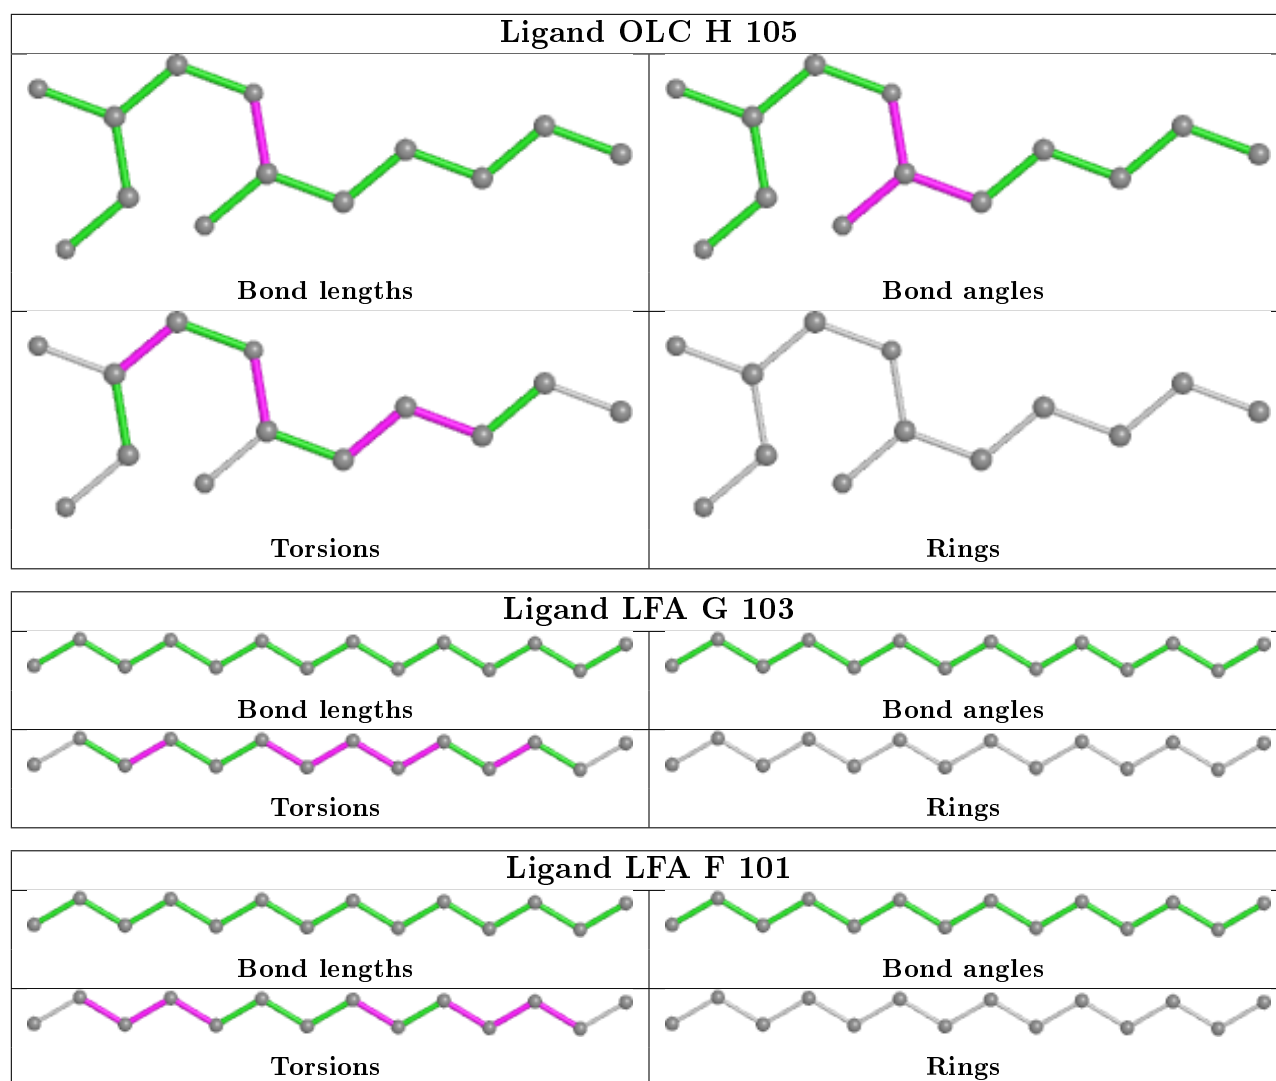 Ligand OLC H 105
Bond lengths
Bond angles
Torsions
Rings
Ligand LFA G 103
Bond lengths
Bond angles
Torsions
Rings
Ligand LFA F 101
Bond lengths
Bond angles
Torsions
Rings